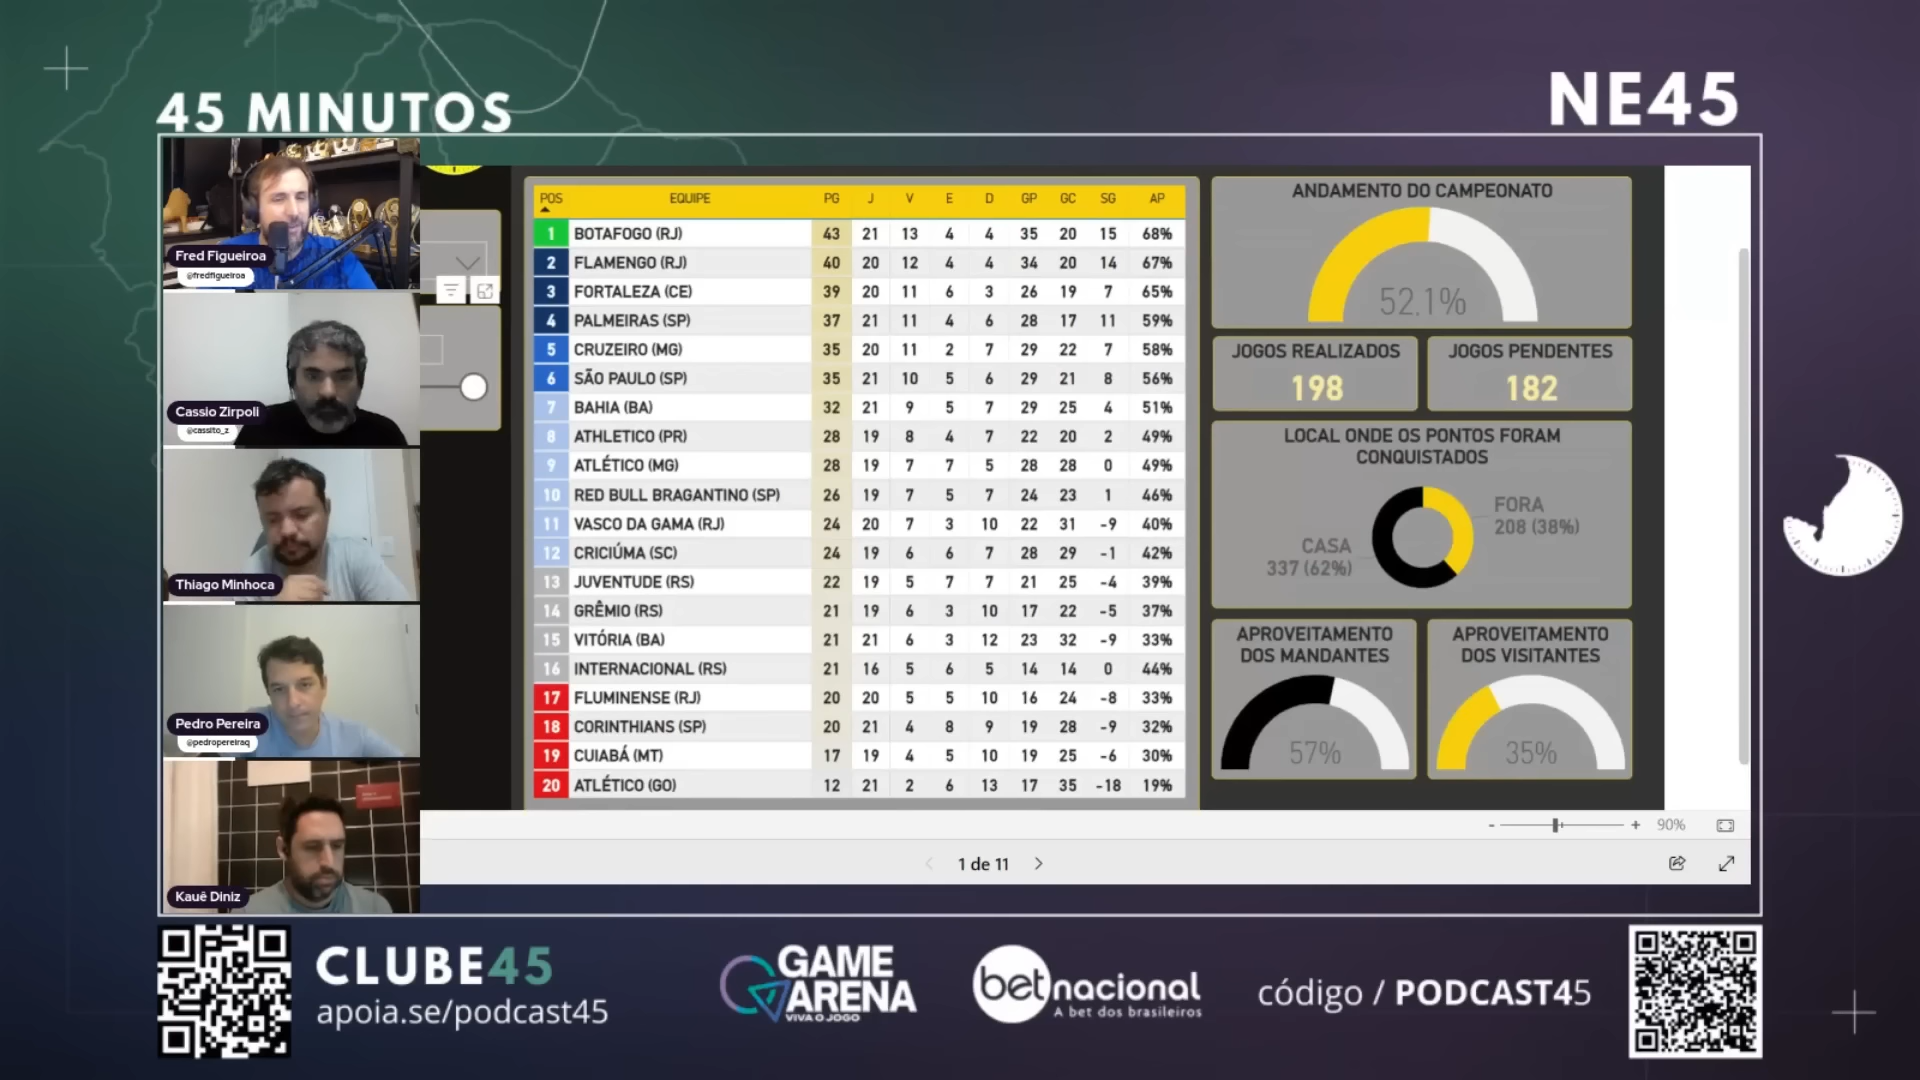 45 MINUTOS
NE45
Fred Figueiroa
@fredfigueiroa
Cassio Zirpoli
@cassito_z
Thiago Minhoca
Pedro Pereira
@pedropereiraq
Kauê Diniz
POS EQUIPE PG J V E D GP GC SG AP
1 BOTAFOGO (RJ) 43 21 13 4 4 35 20 15 68%
2 FLAMENGO (RJ) 40 20 12 4 4 34 20 14 67%
3 FORTALEZA (CE) 39 20 11 6 3 26 19 7 65%
4 PALMEIRAS (SP) 37 21 11 4 6 28 17 11 59%
5 CRUZEIRO (MG) 35 20 11 2 7 29 22 7 58%
6 SÃO PAULO (SP) 35 21 10 5 6 29 21 8 56%
7 BAHIA (BA) 32 21 9 5 7 29 25 4 51%
8 ATHLETICO (PR) 28 19 8 4 7 22 20 2 49%
9 ATLÉTICO (MG) 28 19 7 7 5 28 28 0 49%
10 RED BULL BRAGANTINO (SP) 26 19 7 5 7 24 23 1 46%
11 VASCO DA GAMA (RJ) 24 20 7 3 10 22 31 -9 40%
12 CRICIÚMA (SC) 24 19 6 6 7 28 29 -1 42%
13 JUVENTUDE (RS) 22 19 5 7 7 21 25 -4 39%
14 GRÊMIO (RS) 21 19 6 3 10 17 22 -5 37%
15 VITÓRIA (BA) 21 21 6 3 12 23 32 -9 33%
16 INTERNACIONAL (RS) 21 16 5 6 5 14 14 0 44%
17 FLUMINENSE (RJ) 20 20 5 5 10 16 24 -8 33%
18 CORINTHIANS (SP) 20 21 4 8 9 19 28 -9 32%
19 CUIABÁ (MT) 17 19 4 5 10 19 25 -6 30%
20 ATLÉTICO (GO) 12 21 2 6 13 17 35 -18 19%
ANDAMENTO DO CAMPEONATO
52,1%
JOGOS REALIZADOS
198
JOGOS PENDENTES
182
LOCAL ONDE OS PONTOS FORAM
CONQUISTADOS
FORA
208 (38%)
CASA
337 (62%)
APROVEITAMENTO
DOS MANDANTES
57%
APROVEITAMENTO
DOS VISITANTES
35%
- + 90%
1 de 11
CLUBE45
apoia.se/podcast45
GAME
ARENA
VIVA O JOGO
betnacional
A bet dos brasileiros
código / PODCAST45